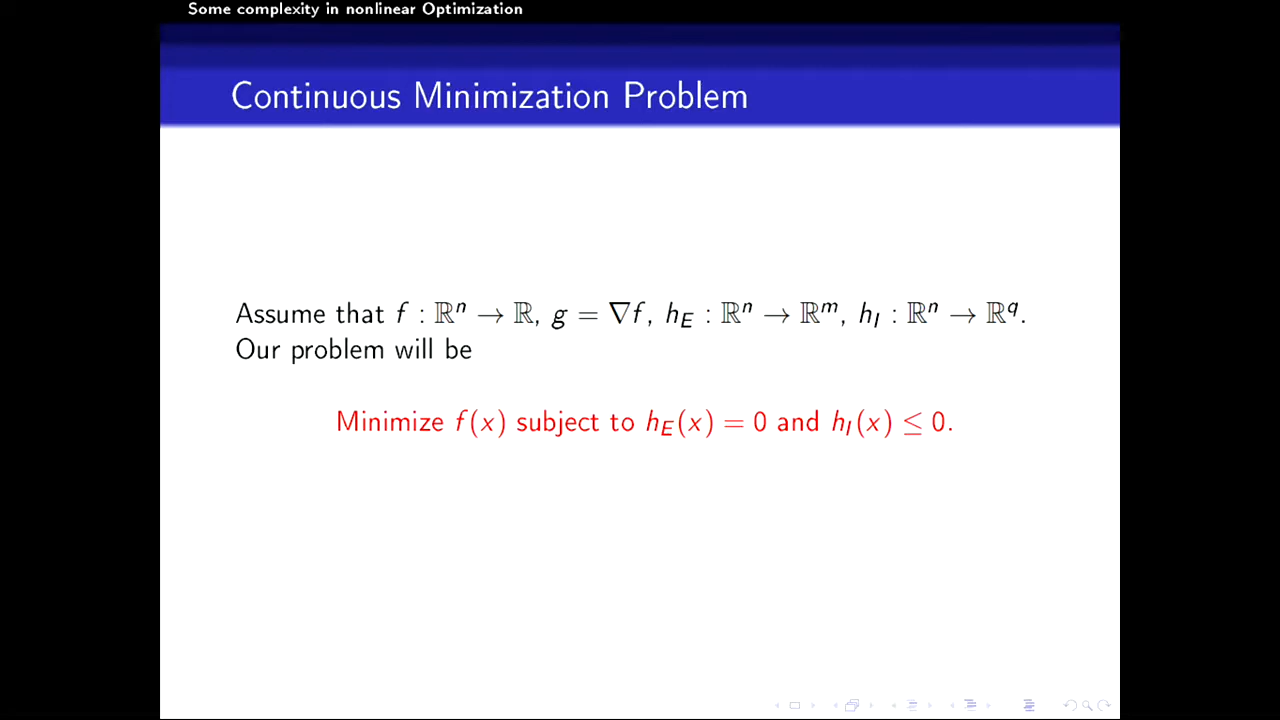 Some complexity in nonlinear Optimization
Continuous Minimization Problem
Assume that f : ℝⁿ → ℝ, g = ∇f, h_E : ℝⁿ → ℝᵐ, h_I : ℝⁿ → ℝ^q.
Our problem will be
Minimize f(x) subject to h_E(x) = 0 and h_I(x) ≤ 0.